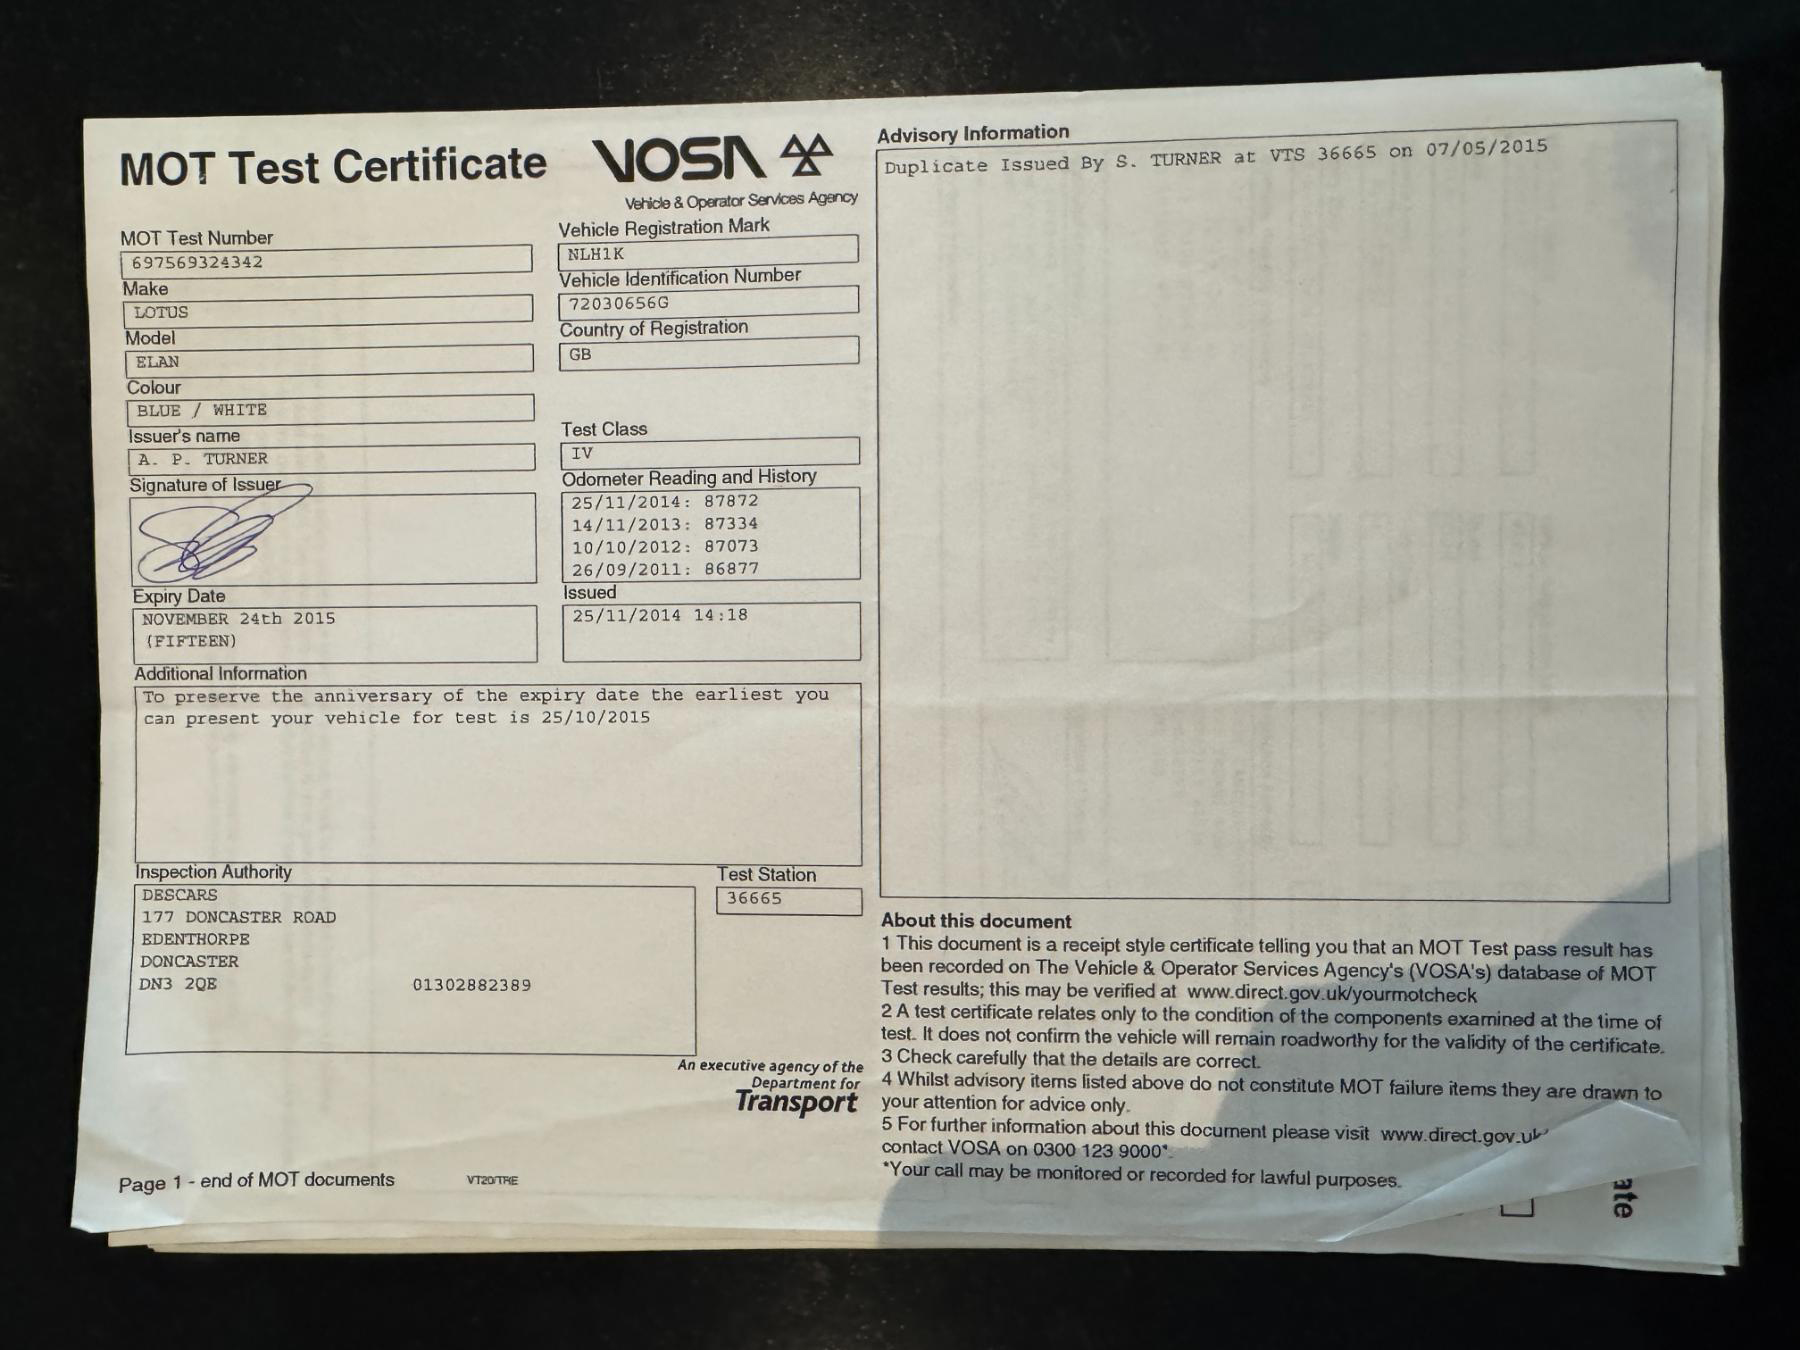 MOT Test Certificate
VOSA
Vehicle & Operator Services Agency
MOT Test Number
697569324342
Make
LOTUS
Model
ELAN
Colour
BLUE / WHITE
Issuer's name
A. P. TURNER
Signature of Issuer
Expiry Date
NOVEMBER 24th 2015
(FIFTEEN)
Vehicle Registration Mark
NLH1K
Vehicle Identification Number
72030656G
Country of Registration
GB
Test Class
IV
Odometer Reading and History
25/11/2014: 87872
14/11/2013: 87334
10/10/2012: 87073
26/09/2011: 86877
Issued
25/11/2014 14:18
Additional Information
To preserve the anniversary of the expiry date the earliest you
can present your vehicle for test is 25/10/2015
Inspection Authority
DESCARS
177 DONCASTER ROAD
EDENTHORPE
DONCASTER
DN3 2QE 01302882389
Test Station
36665
An executive agency of the
Department for
Transport
Page 1 - end of MOT documents VT20/TRE
Advisory Information
Duplicate Issued By S. TURNER at VTS 36665 on 07/05/2015
About this document
1 This document is a receipt style certificate telling you that an MOT Test pass result has
been recorded on The Vehicle & Operator Services Agency's (VOSA's) database of MOT
Test results; this may be verified at www.direct.gov.uk/yourmotcheck
2 A test certificate relates only to the condition of the components examined at the time of
test. It does not confirm the vehicle will remain roadworthy for the validity of the certificate.
3 Check carefully that the details are correct.
4 Whilst advisory items listed above do not constitute MOT failure items they are drawn to
your attention for advice only.
5 For further information about this document please visit www.direct.gov.uk
contact VOSA on 0300 123 9000*.
*Your call may be monitored or recorded for lawful purposes.
ate